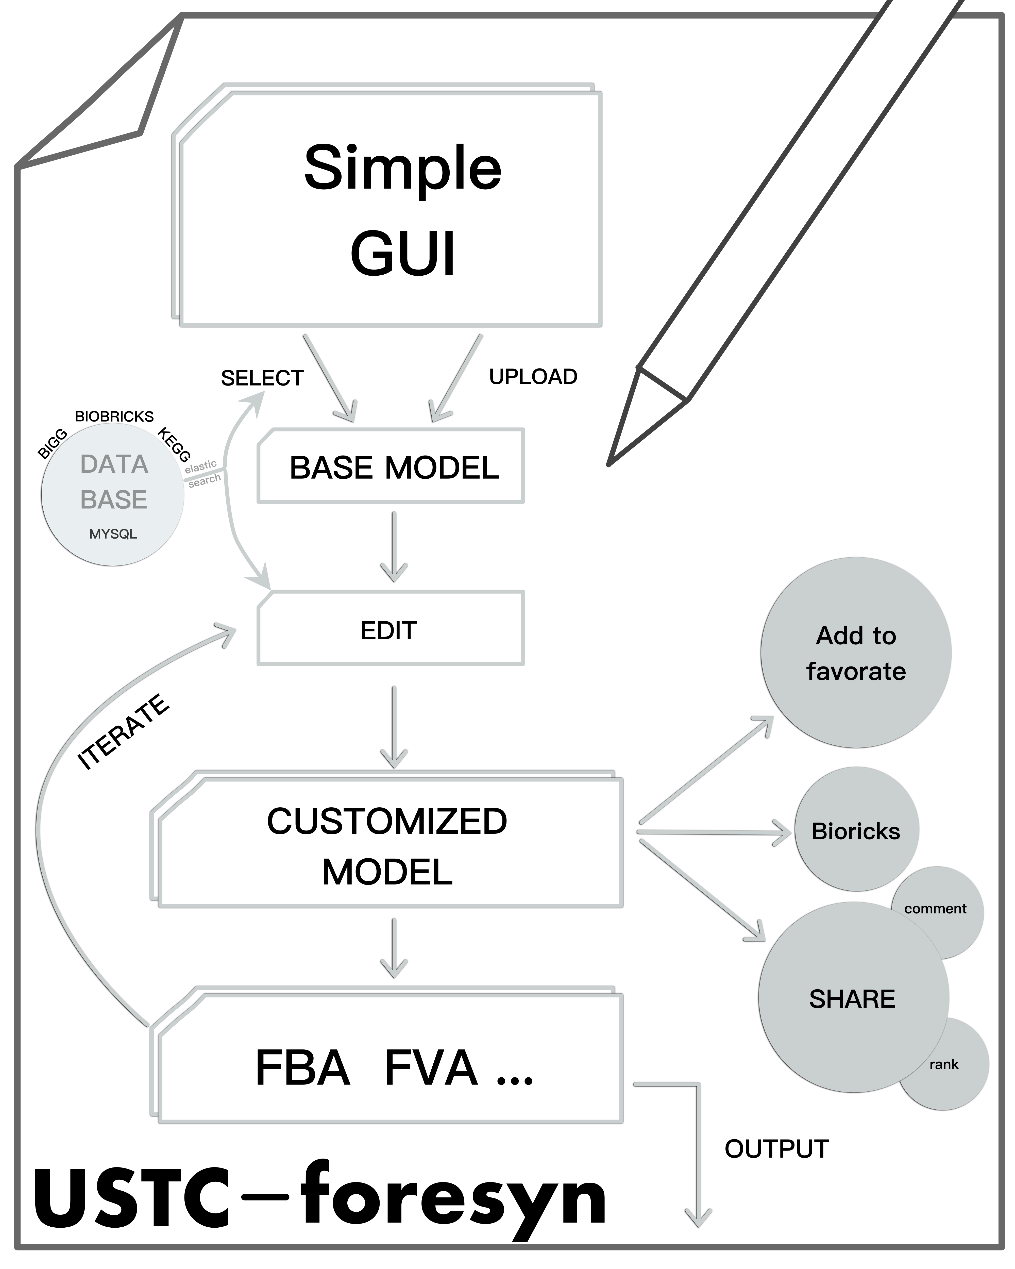 Simple
GUI
SELECT
UPLOAD
BIOBRICKS
BIGG
KEGG
DATA
BASE
MYSQL
elastic
search
BASE MODEL
EDIT
ITERATE
Add to
favorate
CUSTOMIZED
MODEL
Bioricks
comment
SHARE
rank
FBA FVA ...
OUTPUT
USTC–foresyn